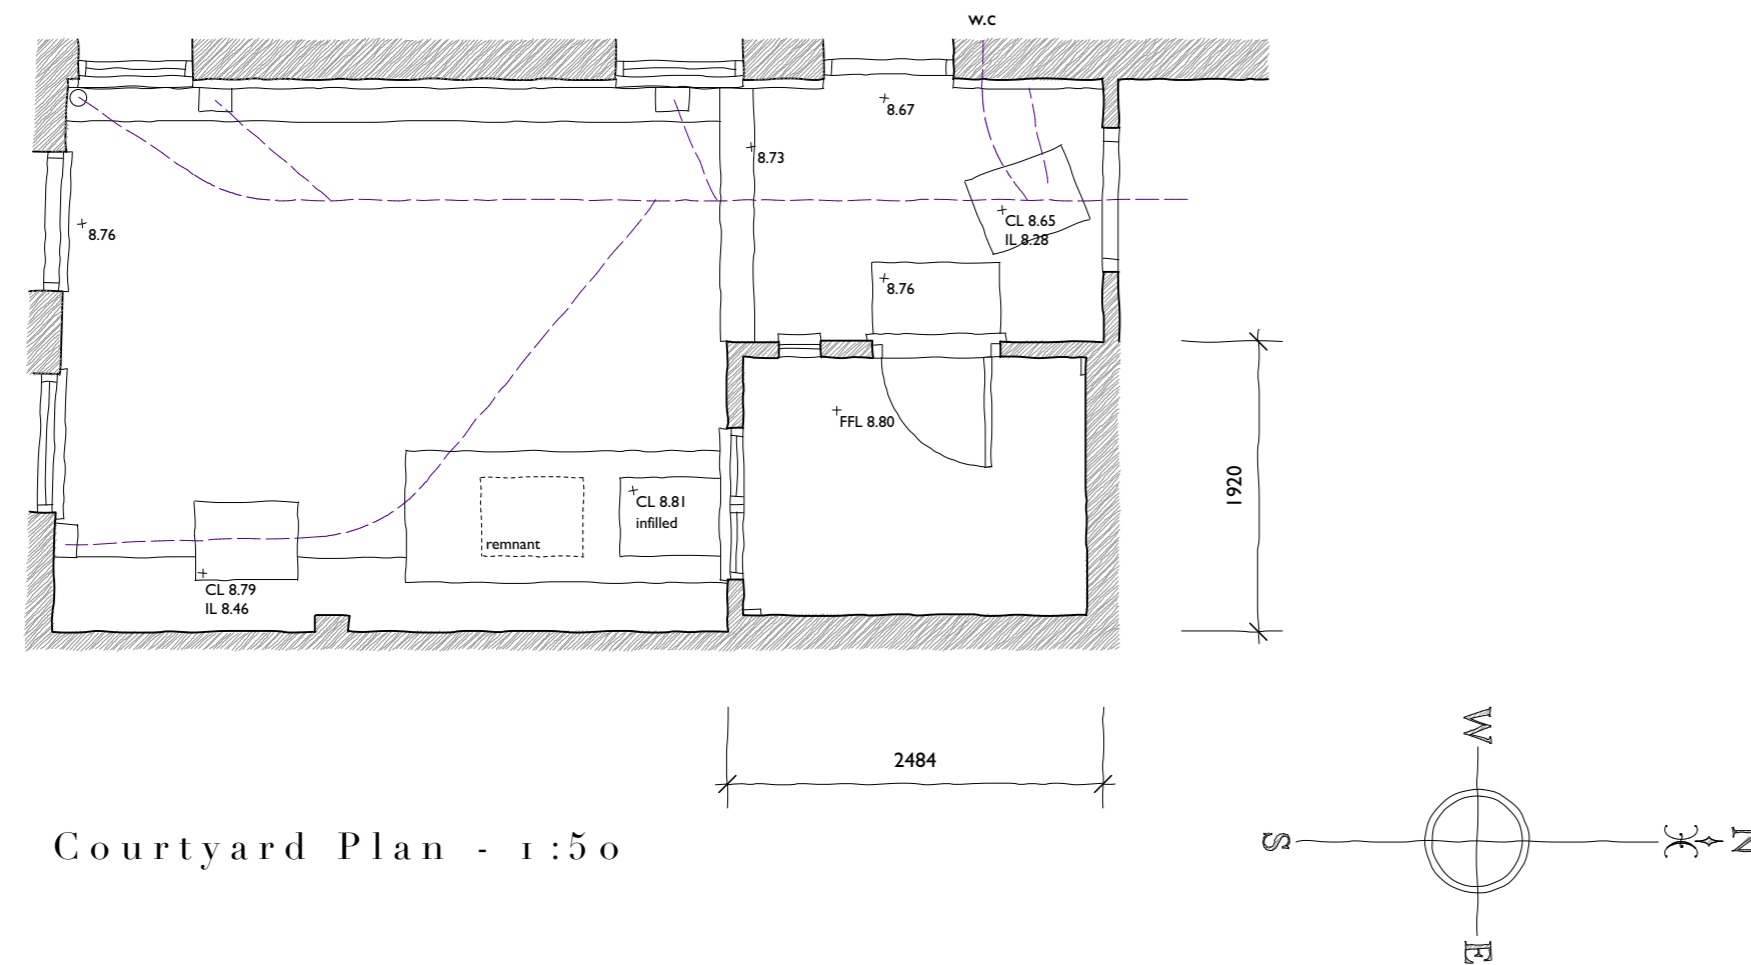 w.c
8.67
8.73
8.76
CL 8.65
IL 8.28
8.76
FFL 8.80
CL 8.81
infilled
remnant
CL 8.79
IL 8.46
1920
2484
Courtyard Plan - 1:50
W
S
N
E